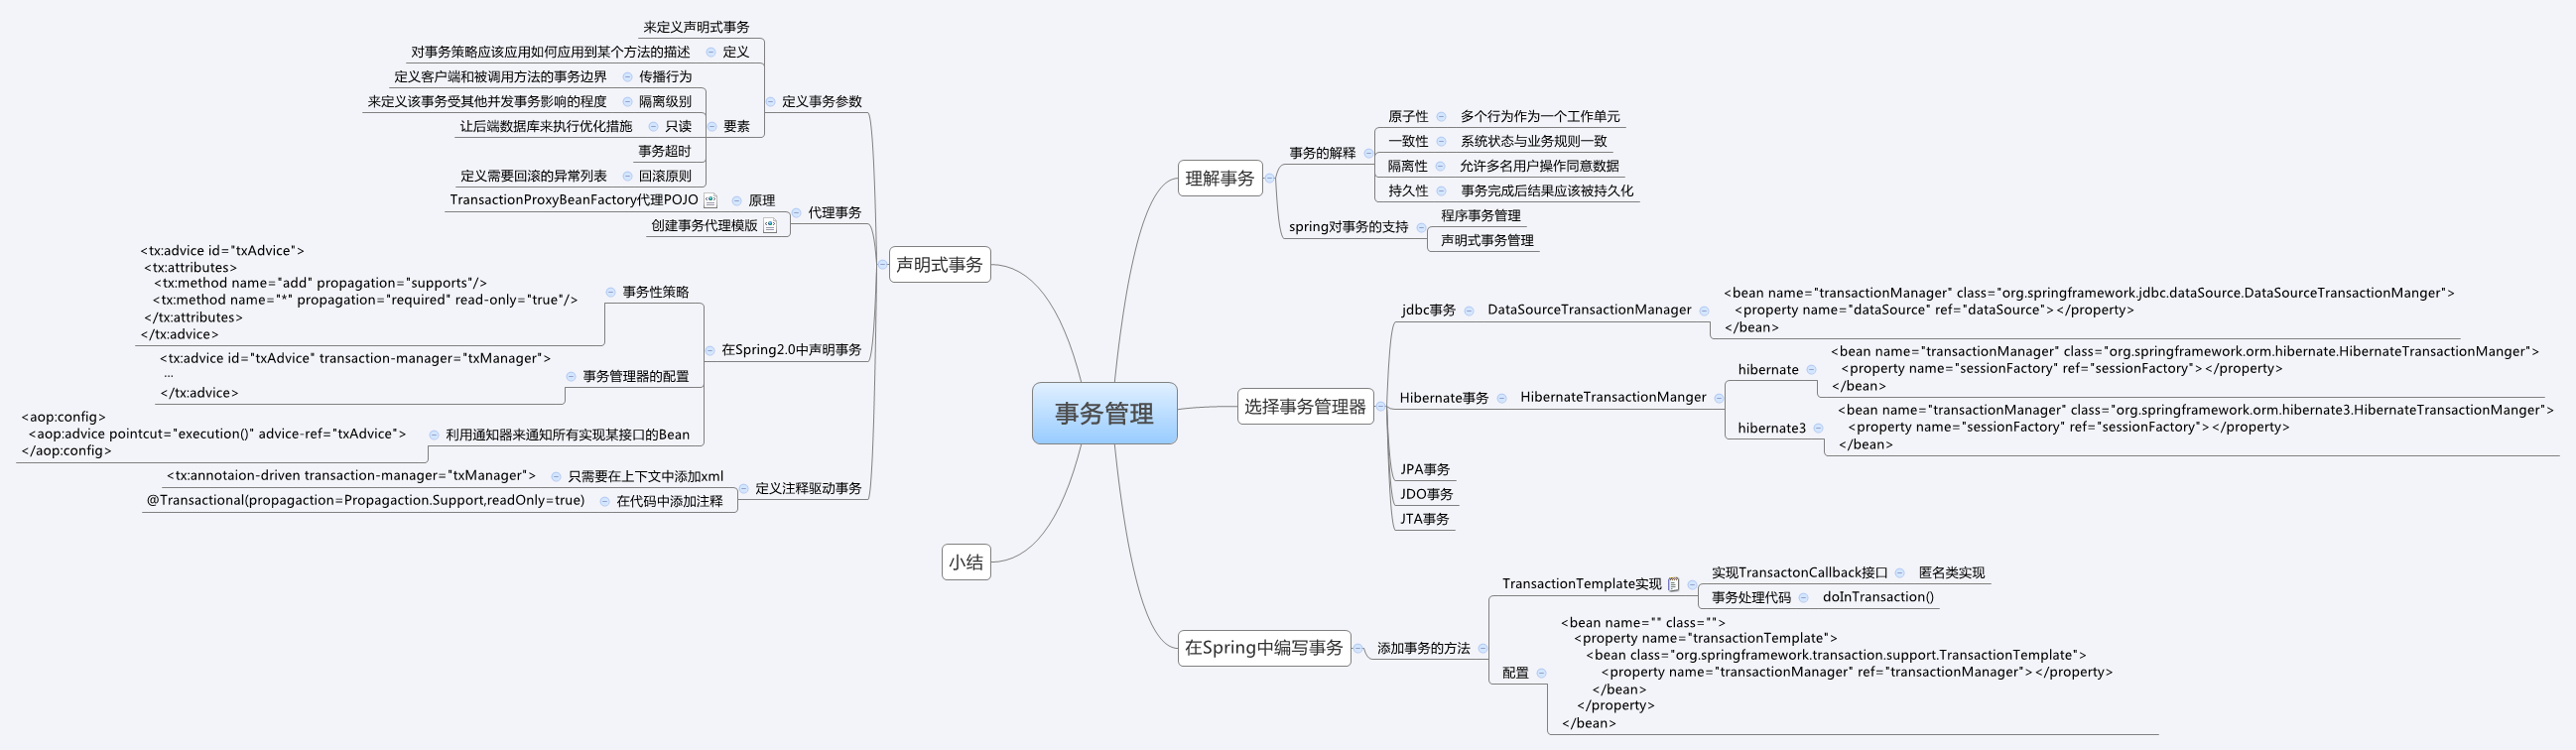 事务管理
理解事务
事务的解释
原子性
多个行为作为一个工作单元
一致性
系统状态与业务规则一致
隔离性
允许多名用户操作同意数据
持久性
事务完成后结果应该被持久化
spring对事务的支持
程序事务管理
声明式事务管理
选择事务管理器
jdbc事务
DataSourceTransactionManager
<bean name="transactionManager" class="org.springframework.jdbc.dataSource.DataSourceTransactionManger">
<property name="dataSource" ref="dataSource"></property>
</bean>
Hibernate事务
HibernateTransactionManger
hibernate
<bean name="transactionManager" class="org.springframework.orm.hibernate.HibernateTransactionManger">
<property name="sessionFactory" ref="sessionFactory"></property>
</bean>
hibernate3
<bean name="transactionManager" class="org.springframework.orm.hibernate3.HibernateTransactionManger">
<property name="sessionFactory" ref="sessionFactory"></property>
</bean>
JPA事务
JDO事务
JTA事务
在Spring中编写事务
添加事务的方法
TransactionTemplate实现
实现TransactonCallback接口
匿名类实现
事务处理代码
doInTransaction()
配置
<bean name="" class="">
<property name="transactionTemplate">
<bean class="org.springframework.transaction.support.TransactionTemplate">
<property name="transactionManager" ref="transactionManager"></property>
</bean>
</property>
</bean>
声明式事务
定义事务参数
来定义声明式事务
定义
对事务策略应该应用如何应用到某个方法的描述
要素
传播行为
定义客户端和被调用方法的事务边界
隔离级别
来定义该事务受其他并发事务影响的程度
只读
让后端数据库来执行优化措施
事务超时
回滚原则
定义需要回滚的异常列表
代理事务
原理
TransactionProxyBeanFactory代理POJO
创建事务代理模版
在Spring2.0中声明事务
事务性策略
<tx:advice id="txAdvice">
<tx:attributes>
<tx:method name="add" propagation="supports"/>
<tx:method name="*" propagation="required" read-only="true"/>
</tx:attributes>
</tx:advice>
事务管理器的配置
<tx:advice id="txAdvice" transaction-manager="txManager">
...
</tx:advice>
利用通知器来通知所有实现某接口的Bean
<aop:config>
<aop:advice pointcut="execution()" advice-ref="txAdvice">
</aop:config>
定义注释驱动事务
只需要在上下文中添加xml
<tx:annotaion-driven transaction-manager="txManager">
在代码中添加注释
@Transactional(propagaction=Propagaction.Support,readOnly=true)
小结